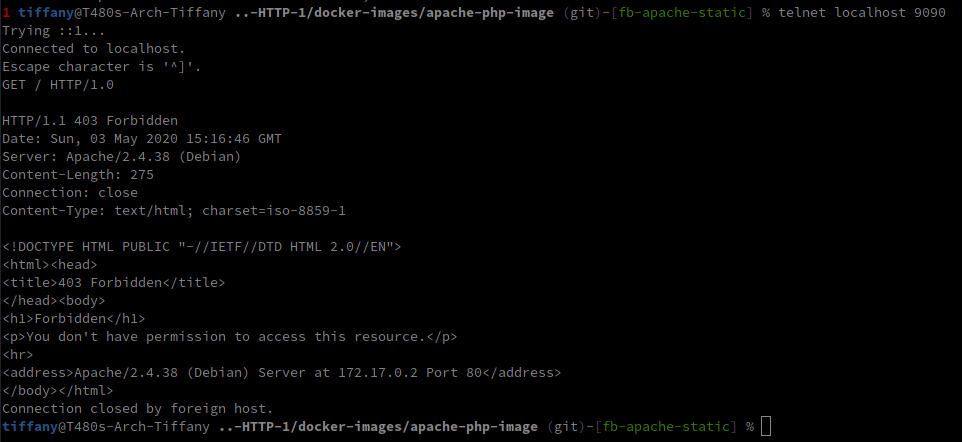 1 tiffany@T480s-Arch-Tiffany ..-HTTP-1/docker-images/apache-php-image (git)-[fb-apache-static] % telnet localhost 9090
Trying ::1...
Connected to localhost.
Escape character is '^]'.
GET / HTTP/1.0

HTTP/1.1 403 Forbidden
Date: Sun, 03 May 2020 15:16:46 GMT
Server: Apache/2.4.38 (Debian)
Content-Length: 275
Connection: close
Content-Type: text/html; charset=iso-8859-1

<!DOCTYPE HTML PUBLIC "-//IETF//DTD HTML 2.0//EN">
<html><head>
<title>403 Forbidden</title>
</head><body>
<h1>Forbidden</h1>
<p>You don't have permission to access this resource.</p>
<hr>
<address>Apache/2.4.38 (Debian) Server at 172.17.0.2 Port 80</address>
</body></html>
Connection closed by foreign host.
tiffany@T480s-Arch-Tiffany ..-HTTP-1/docker-images/apache-php-image (git)-[fb-apache-static] %